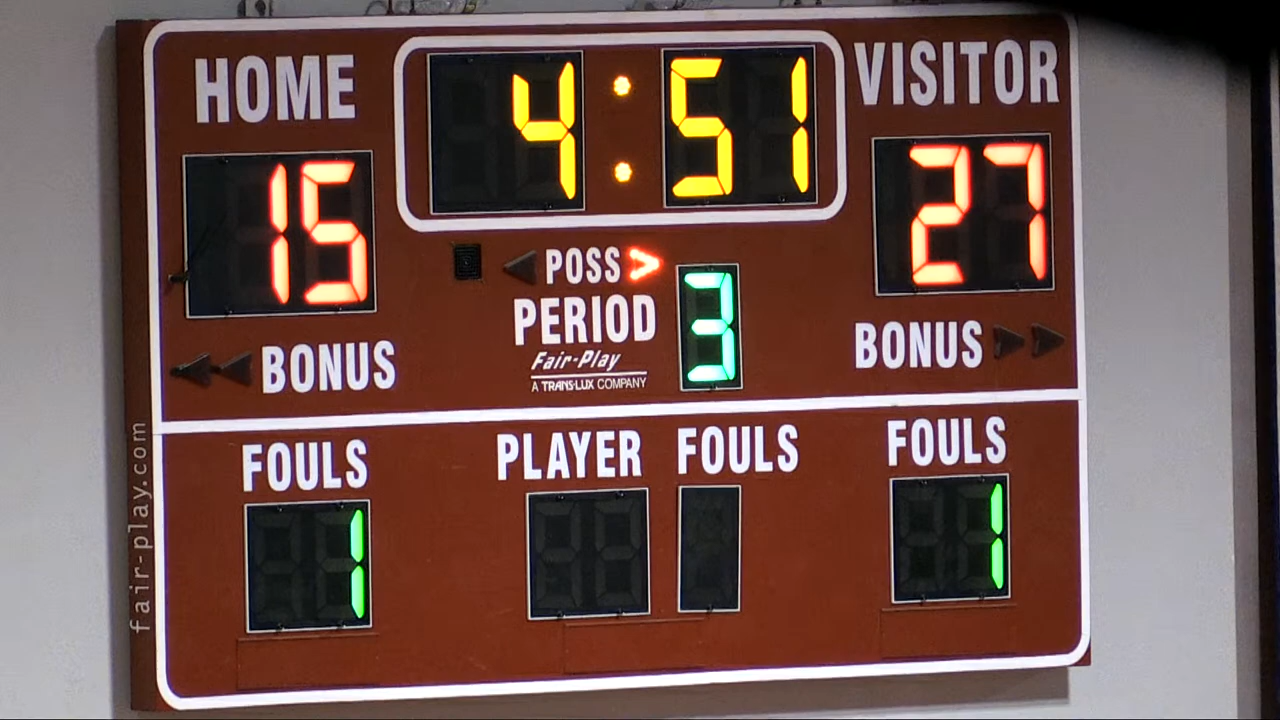 HOME 4:51 VISITOR
15 27
POSS >
PERIOD 3
BONUS BONUS
Fair-Play
A TRANS-LUX COMPANY
FOULS PLAYER FOULS FOULS
1 1
fair-play.com